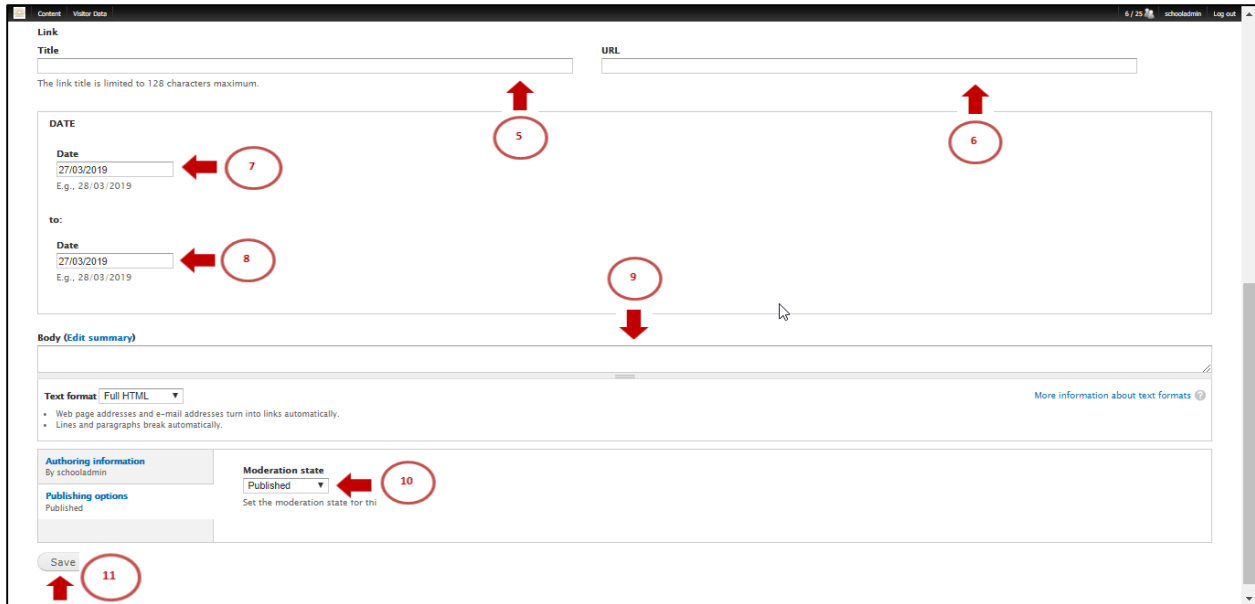 Content Visitor Data 6 / 25 schooladmin Log out
Link
Title URL
The link title is limited to 128 characters maximum.
5 6
DATE
Date
27/03/2019 7
E.g., 28/03/2019
to:
Date
27/03/2019 8
E.g., 28/03/2019
9
Body (Edit summary)
Text format Full HTML More information about text formats ?
Web page addresses and e-mail addresses turn into links automatically.
Lines and paragraphs break automatically.
Authoring information
By schooladmin
Moderation state
Published 10
Publishing options
Published
Set the moderation state for thi
Save 11